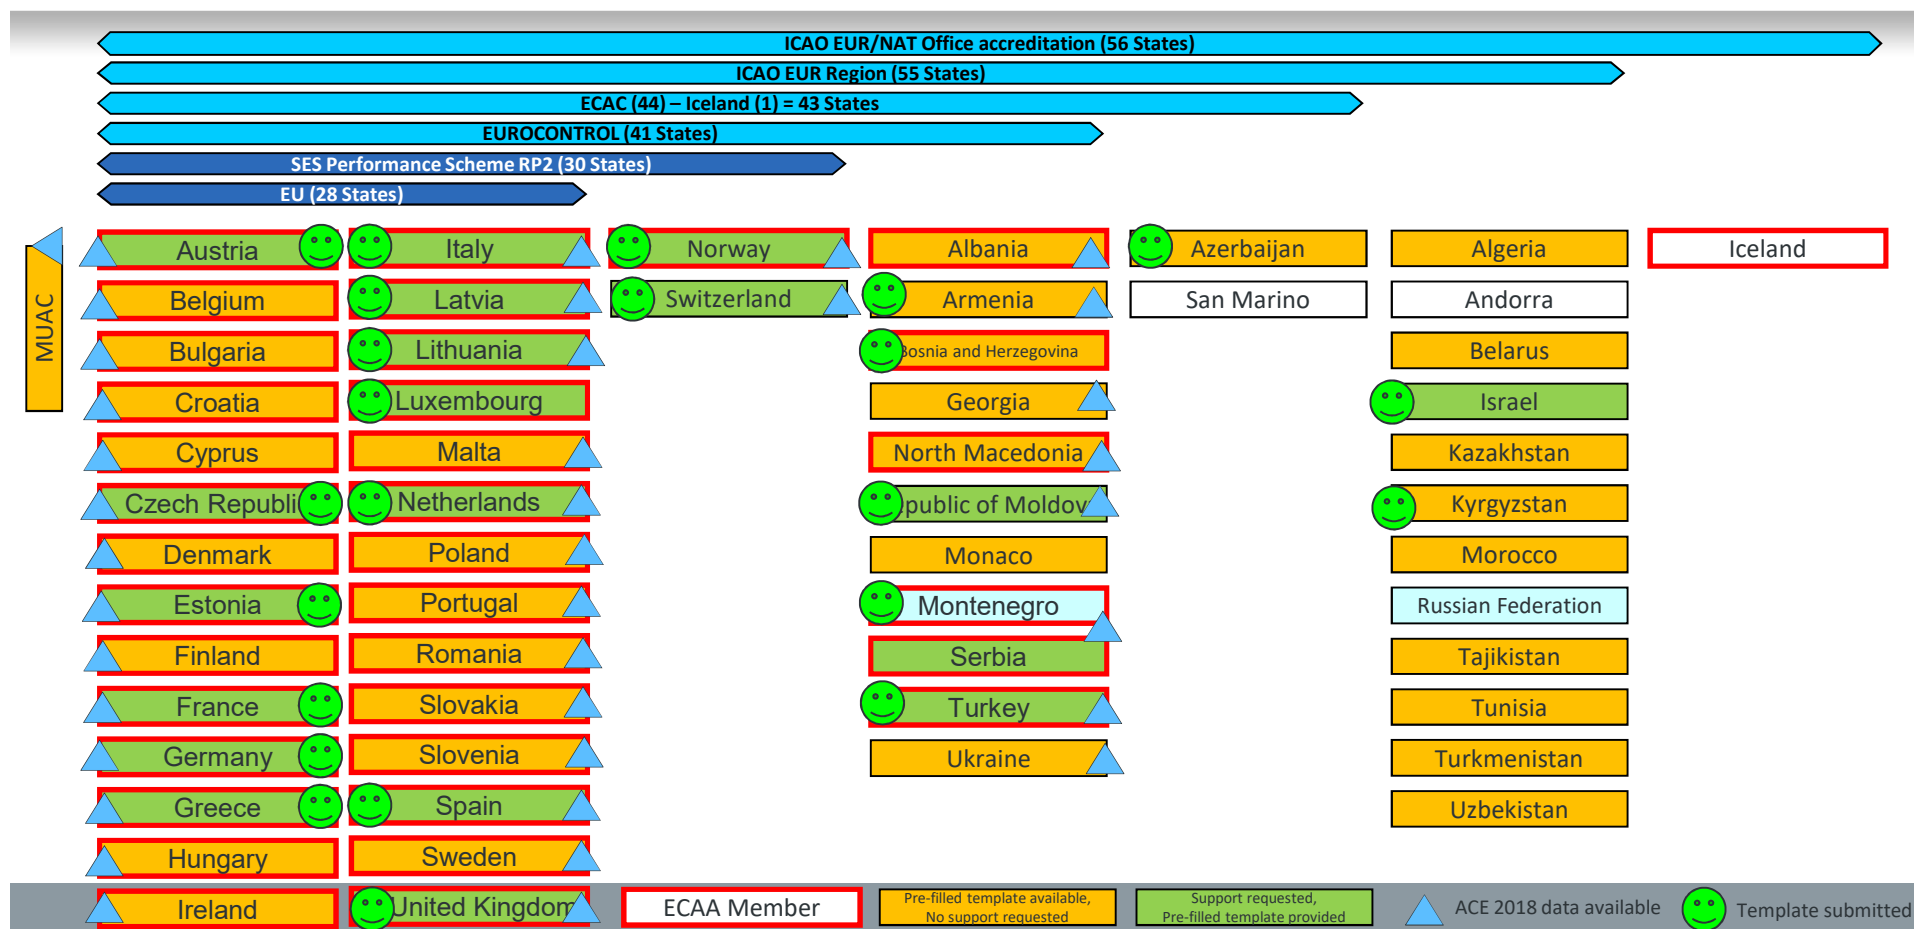 ICAO EUR/NAT Office accreditation (56 States)
ICAO EUR Region (55 States)
ECAC (44) – Iceland (1) = 43 States
EUROCONTROL (41 States)
SES Performance Scheme RP2 (30 States)
EU (28 States)
MUAC
Austria
Belgium
Bulgaria
Croatia
Cyprus
Czech Republi
Denmark
Estonia
Finland
France
Germany
Greece
Hungary
Ireland
Italy
Latvia
Lithuania
Luxembourg
Malta
Netherlands
Poland
Portugal
Romania
Slovakia
Slovenia
Spain
Sweden
United Kingdom
Norway
Switzerland
Albania
Armenia
Bosnia and Herzegovina
Georgia
North Macedonia
epublic of Moldov
Monaco
Montenegro
Serbia
Turkey
Ukraine
Azerbaijan
San Marino
Algeria
Andorra
Belarus
Israel
Kazakhstan
Kyrgyzstan
Morocco
Russian Federation
Tajikistan
Tunisia
Turkmenistan
Uzbekistan
Iceland
ECAA Member
Pre-filled template available,
No support requested
Support requested,
Pre-filled template provided
ACE 2018 data available
Template submitted